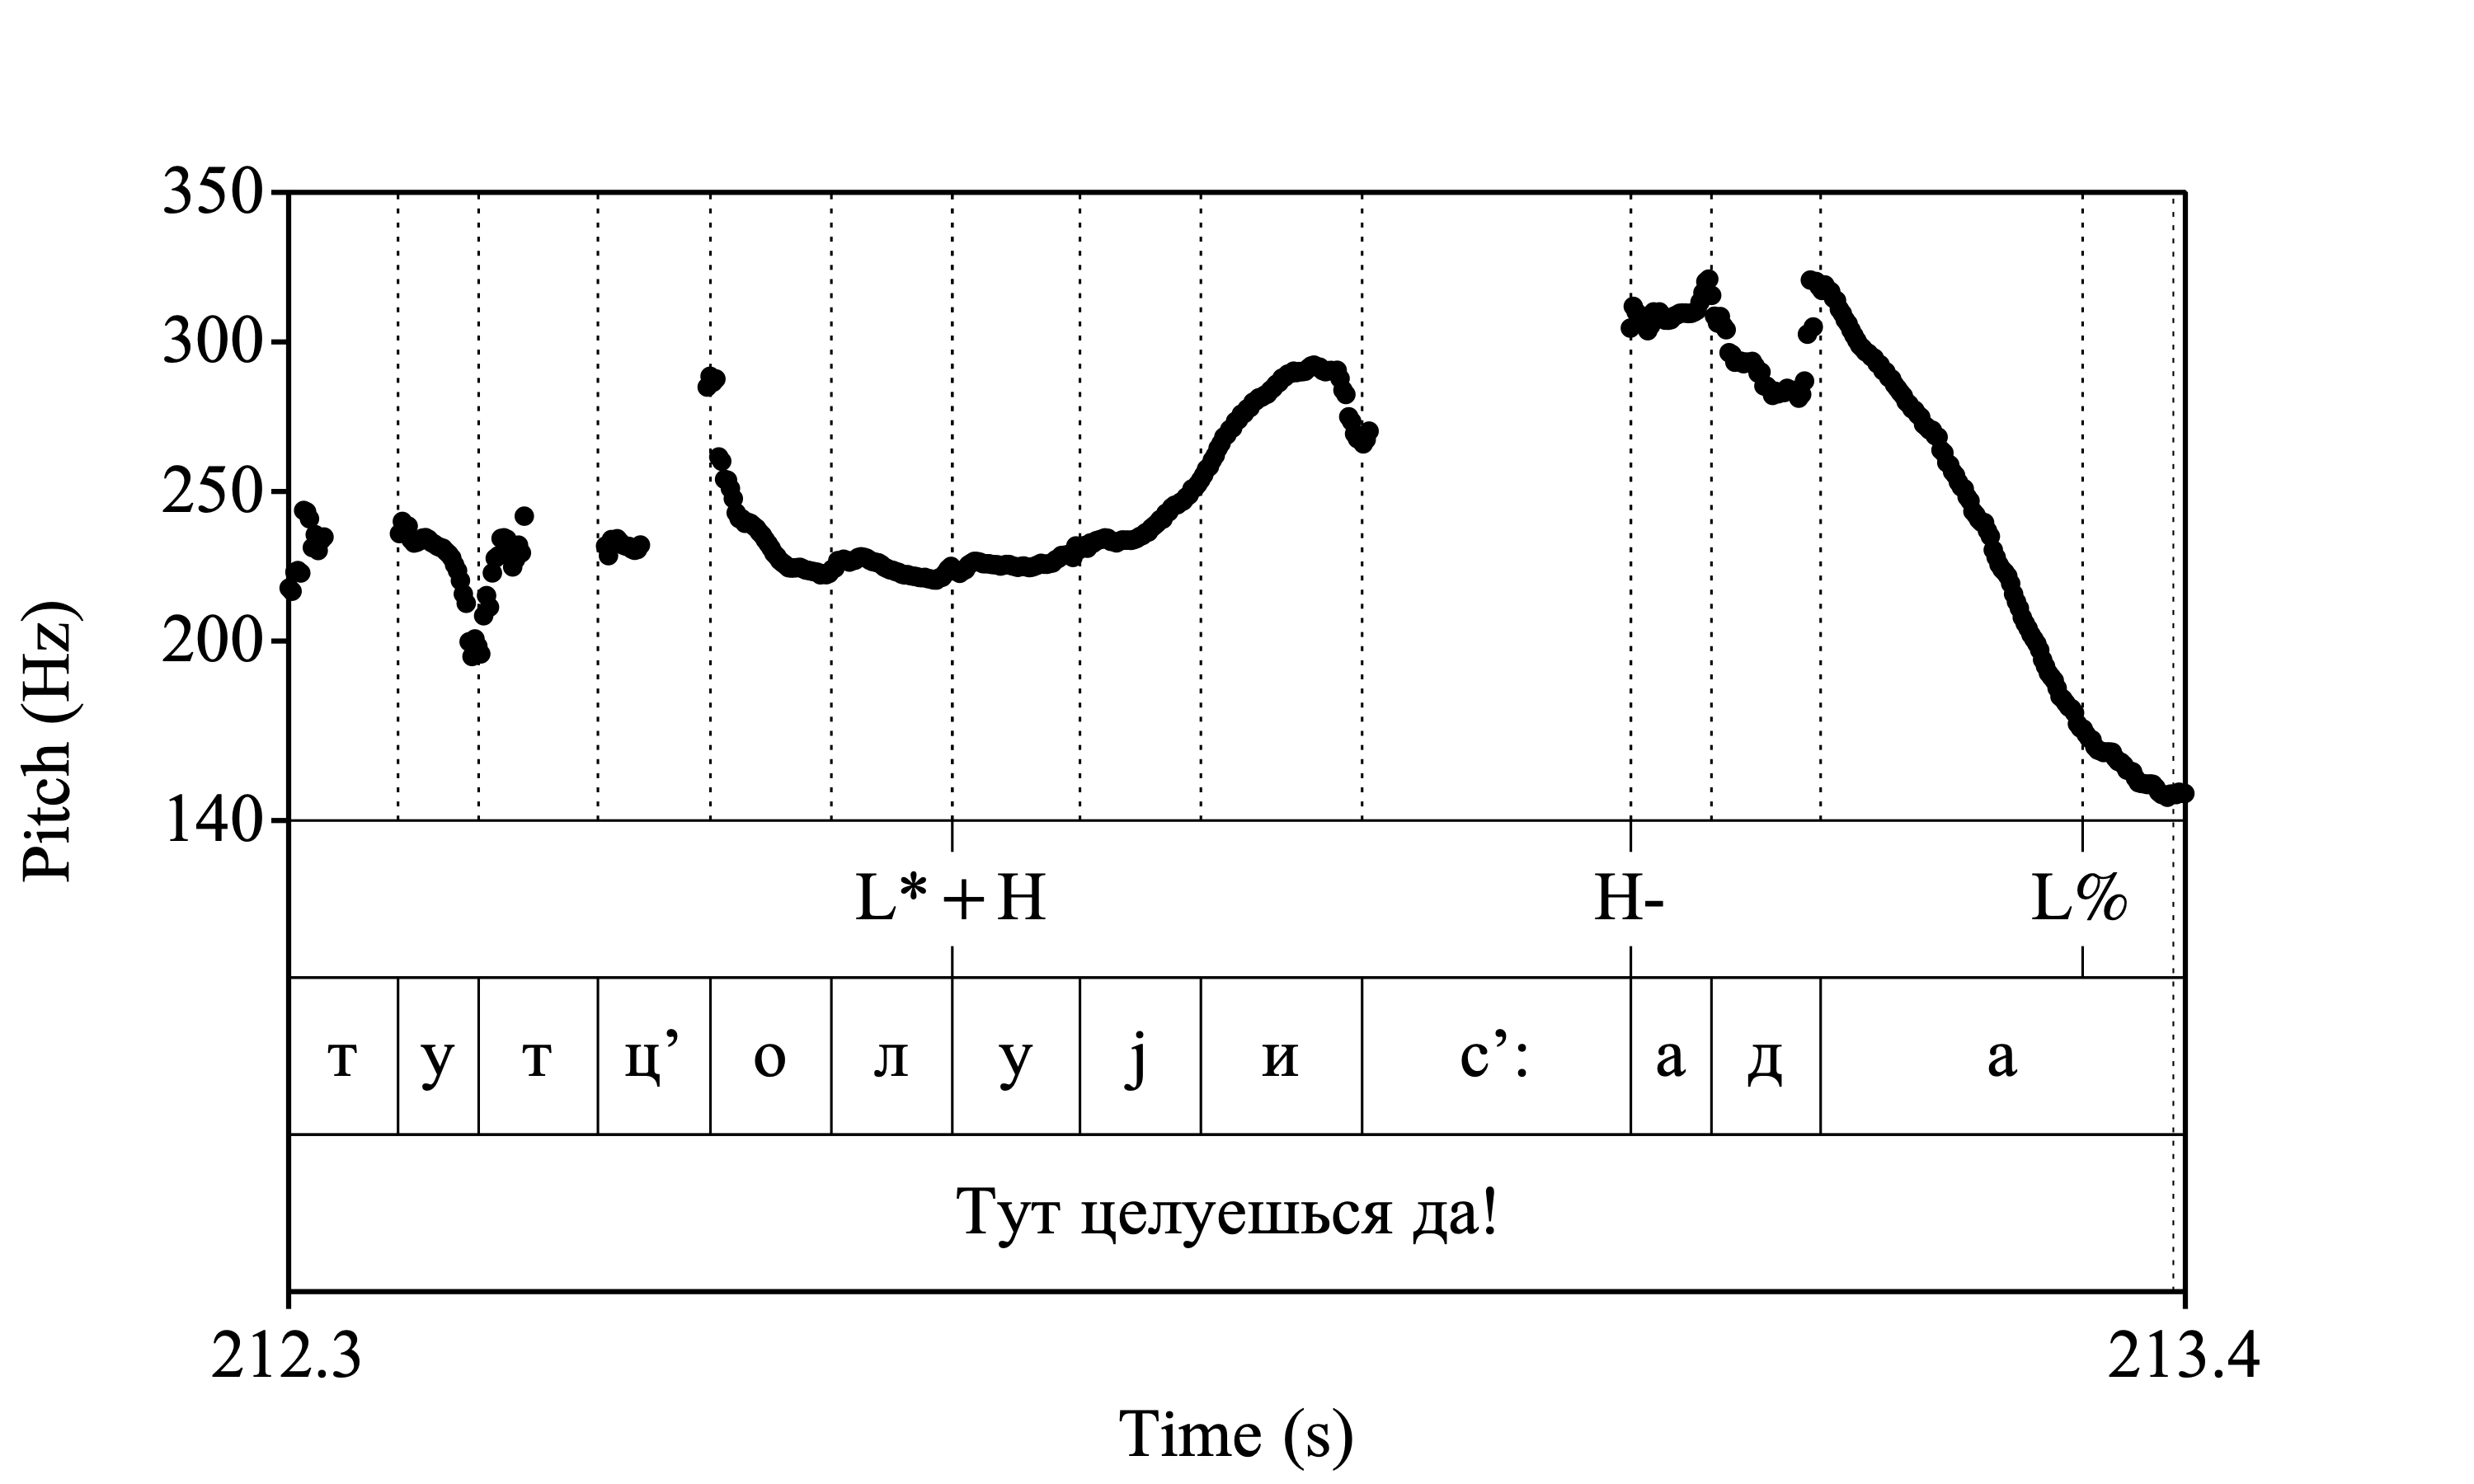 350
300
250
200
140
Pitch (Hz)
L*+H H- L%
т у т ц’ о л у j и с’: а д а
Тут целуешься да!
212.3 213.4
Time (s)